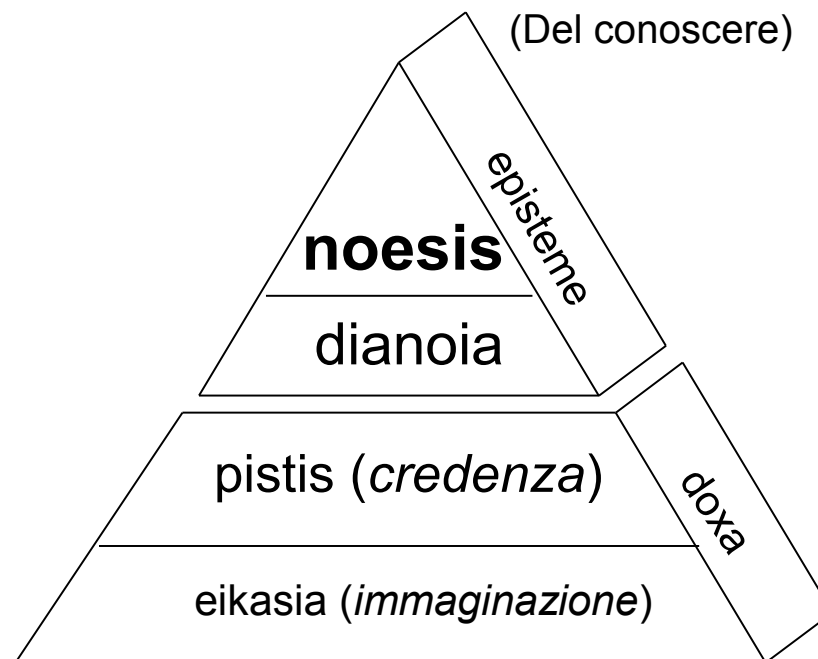 (Del conoscere)
episteme
noesis
dianoia
pistis (credenza)
doxa
eikasia (immaginazione)